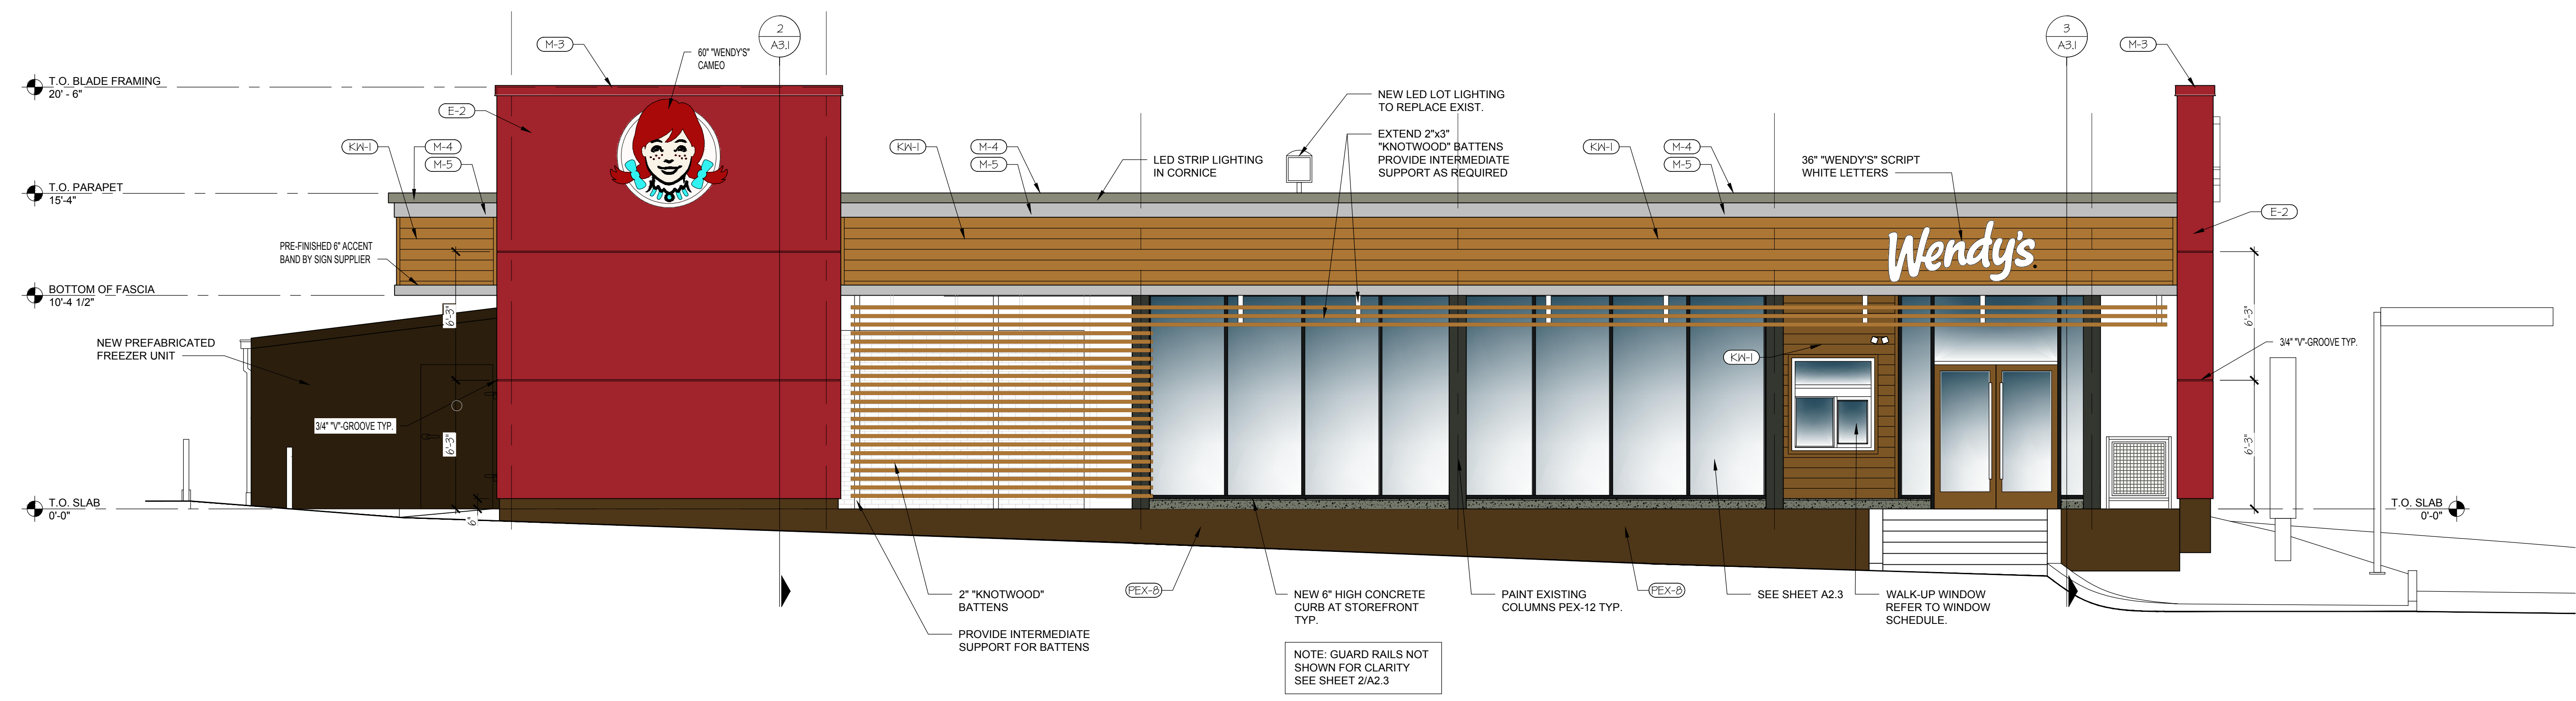 2
A3.1
3
A3.1
M-3
60" "WENDY'S"
CAMEO
M-3
T.O. BLADE FRAMING
20' - 6"
E-2
NEW LED LOT LIGHTING
TO REPLACE EXIST.
KW-1
M-4
M-5
KW-1
M-4
M-5
LED STRIP LIGHTING
IN CORNICE
EXTEND 2"x3"
"KNOTWOOD" BATTENS
PROVIDE INTERMEDIATE
SUPPORT AS REQUIRED
KW-1
M-4
M-5
36" "WENDY'S" SCRIPT
WHITE LETTERS
T.O. PARAPET
15'-4"
E-2
PRE-FINISHED 6" ACCENT
BAND BY SIGN SUPPLIER
Wendy's
BOTTOM OF FASCIA
10'-4 1/2"
6'-3"
6'-3"
NEW PREFABRICATED
FREEZER UNIT
KW-1
3/4" "V"-GROOVE TYP.
3/4" "V"-GROOVE TYP.
6'-3"
6'-3"
T.O. SLAB
0'-0"
6"
T.O. SLAB
0'-0"
2" "KNOTWOOD"
BATTENS
PEX-8
NEW 6" HIGH CONCRETE
CURB AT STOREFRONT
TYP.
PAINT EXISTING
COLUMNS PEX-12 TYP.
PEX-8
SEE SHEET A2.3
WALK-UP WINDOW
REFER TO WINDOW
SCHEDULE.
PROVIDE INTERMEDIATE
SUPPORT FOR BATTENS
NOTE: GUARD RAILS NOT
SHOWN FOR CLARITY
SEE SHEET 2/A2.3